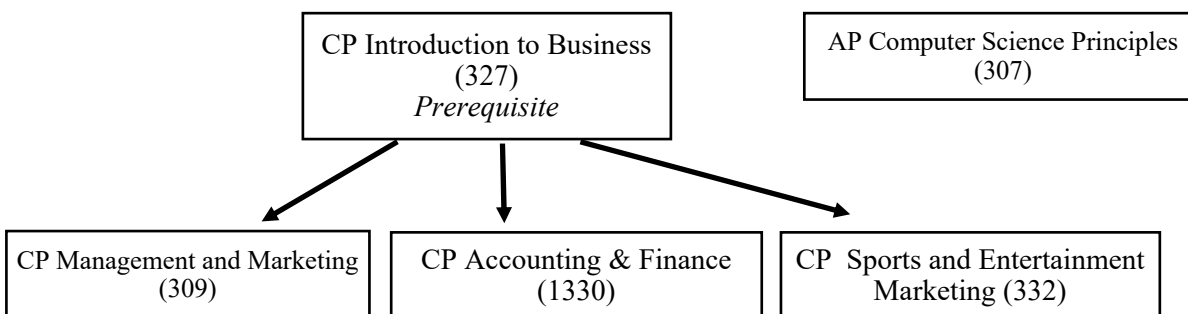 CP Introduction to Business
(327)
Prerequisite
AP Computer Science Principles
(307)
CP Management and Marketing
(309)
CP Accounting & Finance
(1330)
CP  Sports and Entertainment
Marketing (332)